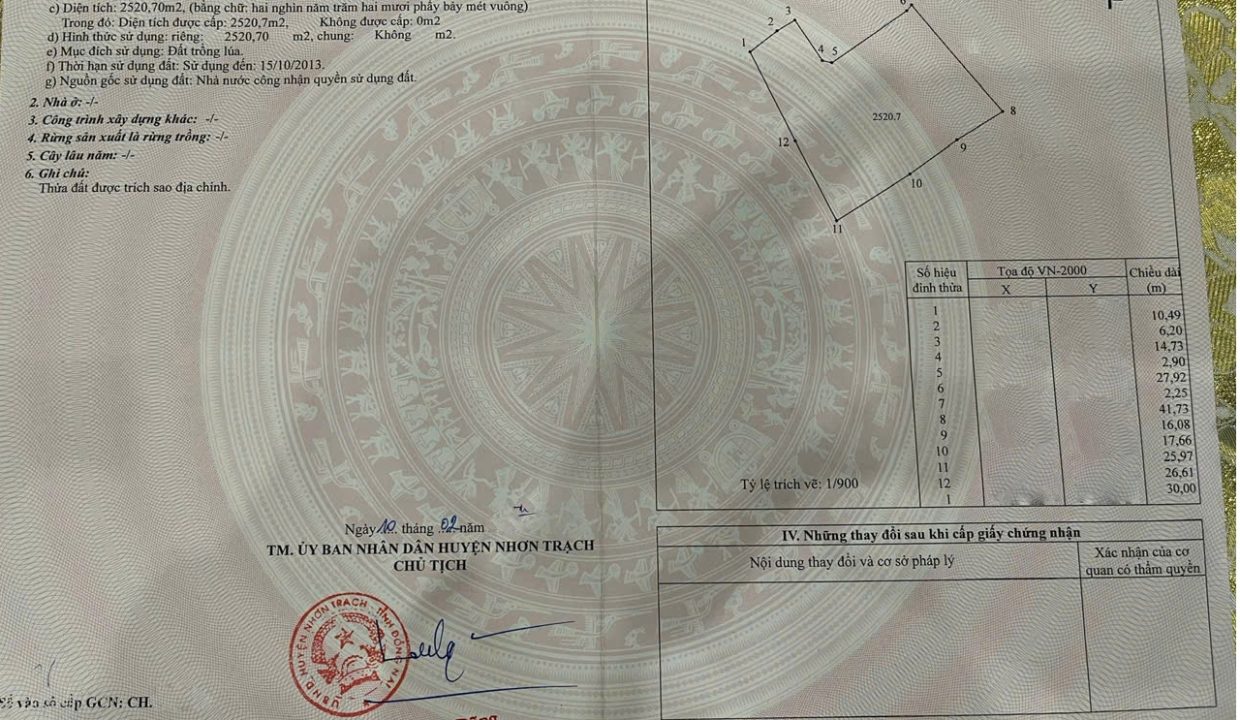 c) Diện tích: 2520,70m2, (bằng chữ: hai nghìn năm trăm hai mươi phẩy bảy mét vuông)
Trong đó: Diện tích được cấp: 2520,7m2, Không được cấp: 0m2
d) Hình thức sử dụng: riêng: 2520,70 m2, chung: Không m2.
e) Mục đích sử dụng: Đất trồng lúa.
f) Thời hạn sử dụng đất: Sử dụng đến: 15/10/2013.
g) Nguồn gốc sử dụng đất: Nhà nước công nhận quyền sử dụng đất.
2. Nhà ở: -/-
3. Công trình xây dựng khác: -/-
4. Rừng sản xuất là rừng trồng: -/-
5. Cây lâu năm: -/-
6. Ghi chú:
Thửa đất được trích sao địa chính.
Ngày 10 tháng 02 năm
TM. ỦY BAN NHÂN DÂN HUYỆN NHƠN TRẠCH
CHỦ TỊCH
U.B.N.D. HUYỆN NHƠN TRẠCH. TỈNH ĐỒNG NAI
vào sổ cấp GCN: CH.
1
2
3
4
5
6
8
9
10
11
12
2520.7
Số hiệu đỉnh thửa
Tọa độ VN-2000
X Y
Chiều dài (m)
1
10,49
2
6,20
3
14,73
4
2,90
5
27,92
6
2,25
7
41,73
8
16,08
9
17,66
10
25,97
11
26,61
12
30,00
1
Tỷ lệ trích vẽ: 1/900
IV. Những thay đổi sau khi cấp giấy chứng nhận
Nội dung thay đổi và cơ sở pháp lý
Xác nhận của cơ
quan có thẩm quyền